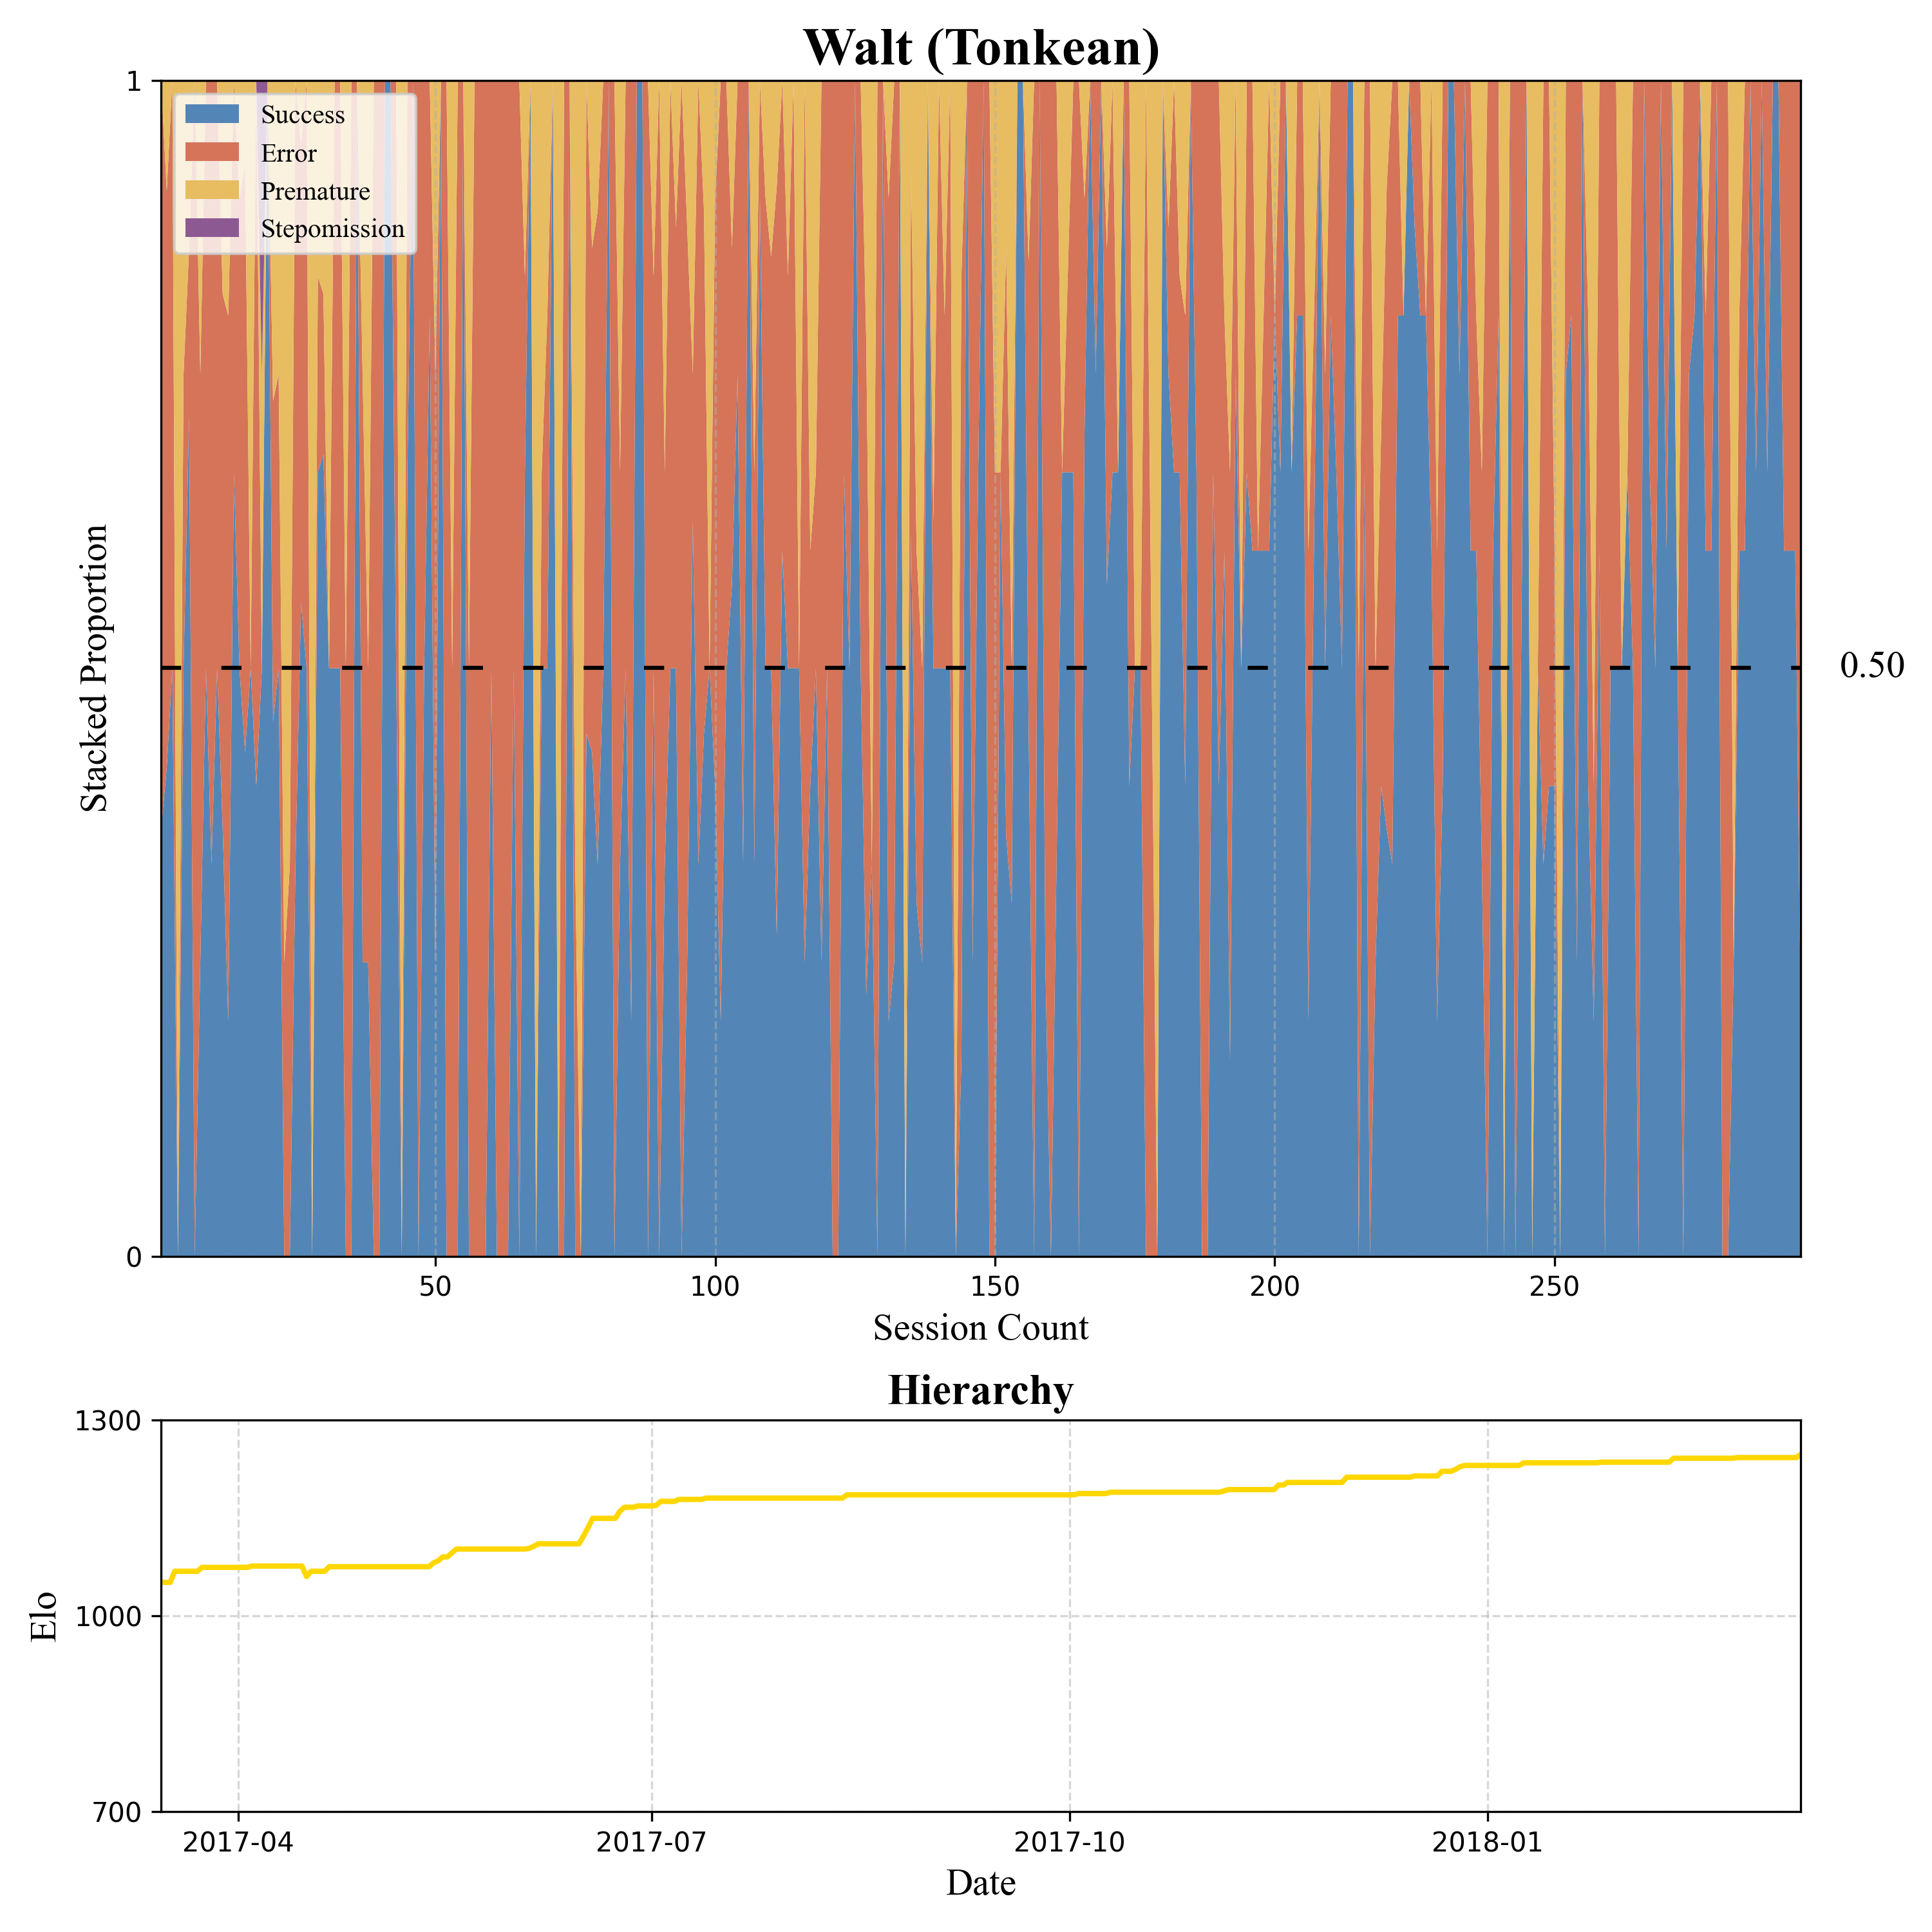 Walt (Tonkean)
1
Success
Error
Premature
Stepomission
Stacked Proportion
0.50
0
50 100 150 200 250
Session Count
Hierarchy
1300
1000
700
Elo
2017-04 2017-07 2017-10 2018-01
Date